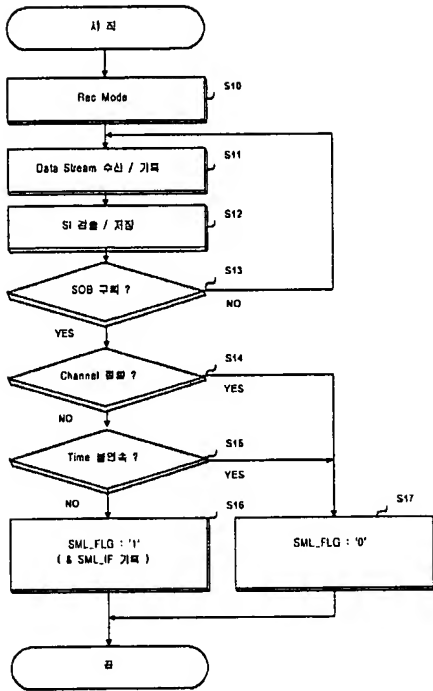 시 작
Rec Mode
S10
Data Stream 수신 / 기록
S11
SI 검출 / 저장
S12
SOB 구획 ?
S13
NO
YES
Channel 절환 ?
S14
YES
NO
Time 불연속 ?
S15
YES
NO
SML_FLG : '1'
( & SML_IF 기록 )
S16
SML_FLG : '0'
S17
끝